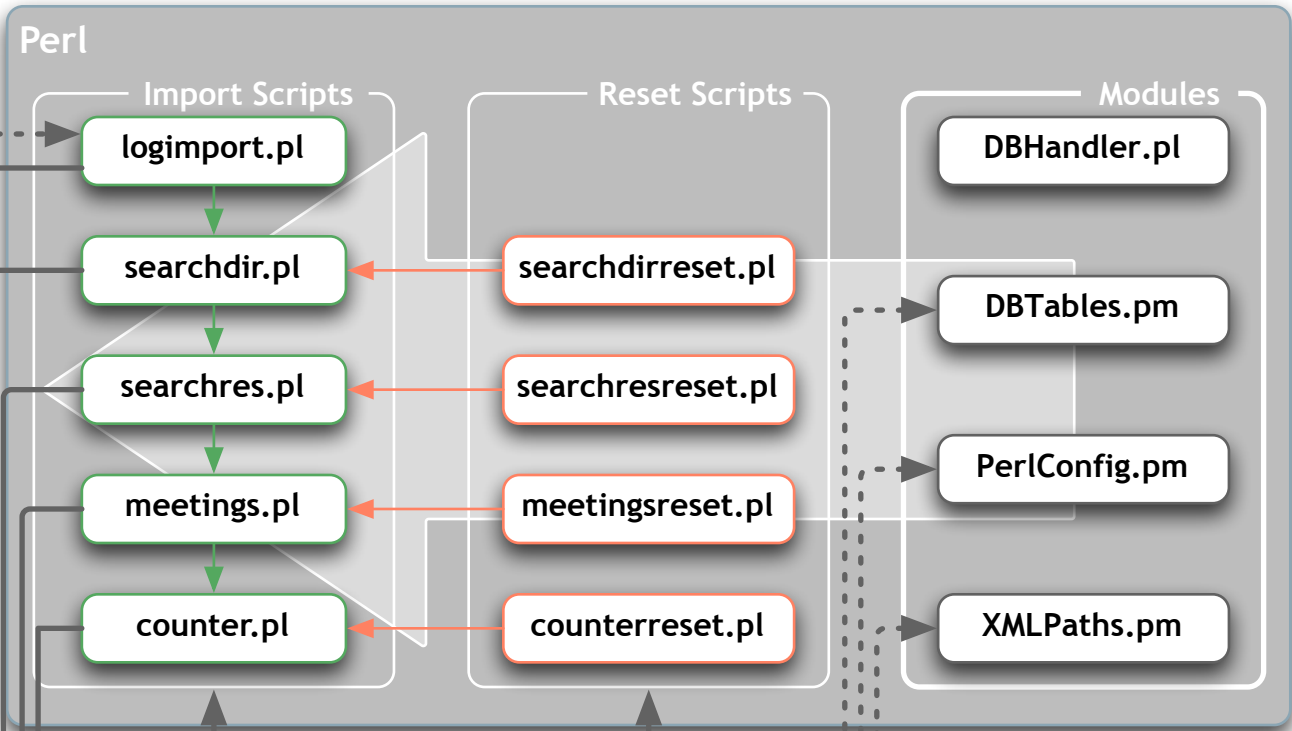 Perl
Import Scripts
logimport.pl
searchdir.pl
searchres.pl
meetings.pl
counter.pl
Reset Scripts
searchdirreset.pl
searchresreset.pl
meetingsreset.pl
counterreset.pl
Modules
DBHandler.pl
DBTables.pm
PerlConfig.pm
XMLPaths.pm